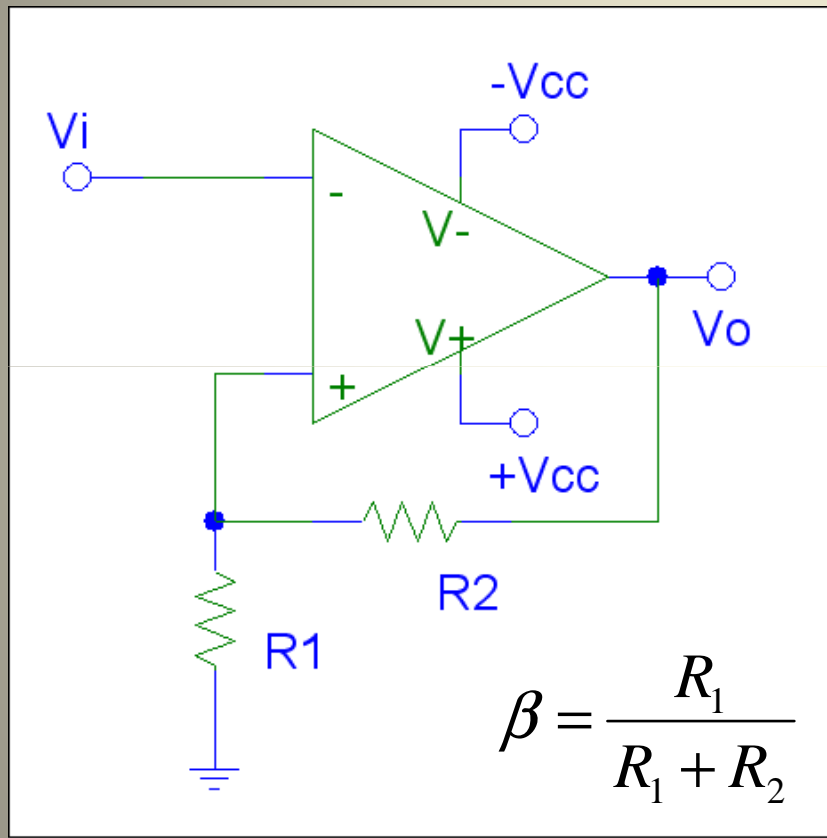 -Vcc
Vi
-
V-
V+
Vo
+
+Vcc
R2
R1
β = R₁ / (R₁ + R₂)